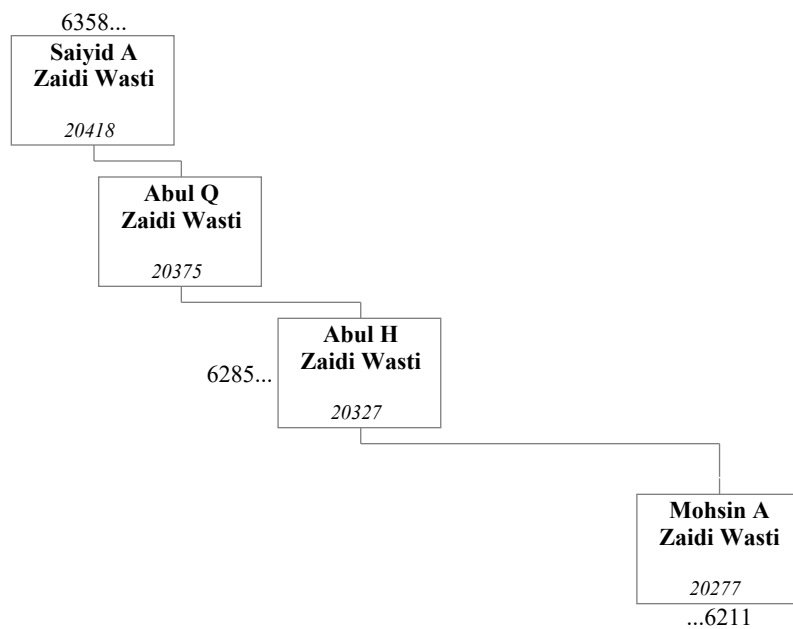 6358...
Saiyid A
Zaidi Wasti
20418
Abul Q
Zaidi Wasti
20375
Abul H
Zaidi Wasti
6285...
20327
Mohsin A
Zaidi Wasti
20277
...6211